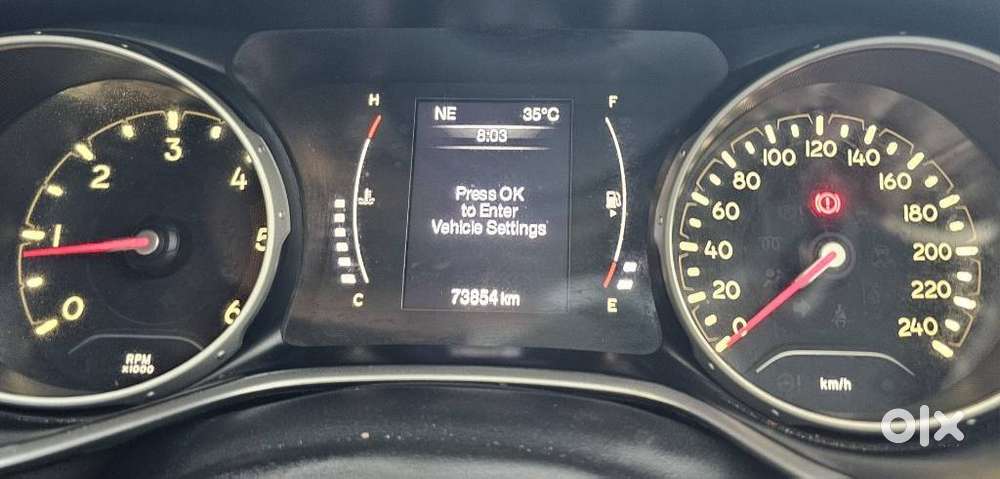 0
1
2
3
4
5
6
RPM
x1000
H
C
NE 35°C
8:03
Press OK
to Enter
Vehicle Settings
73854 km
F
E
0
20
40
60
80
100
120
140
160
180
200
220
240
km/h
olx